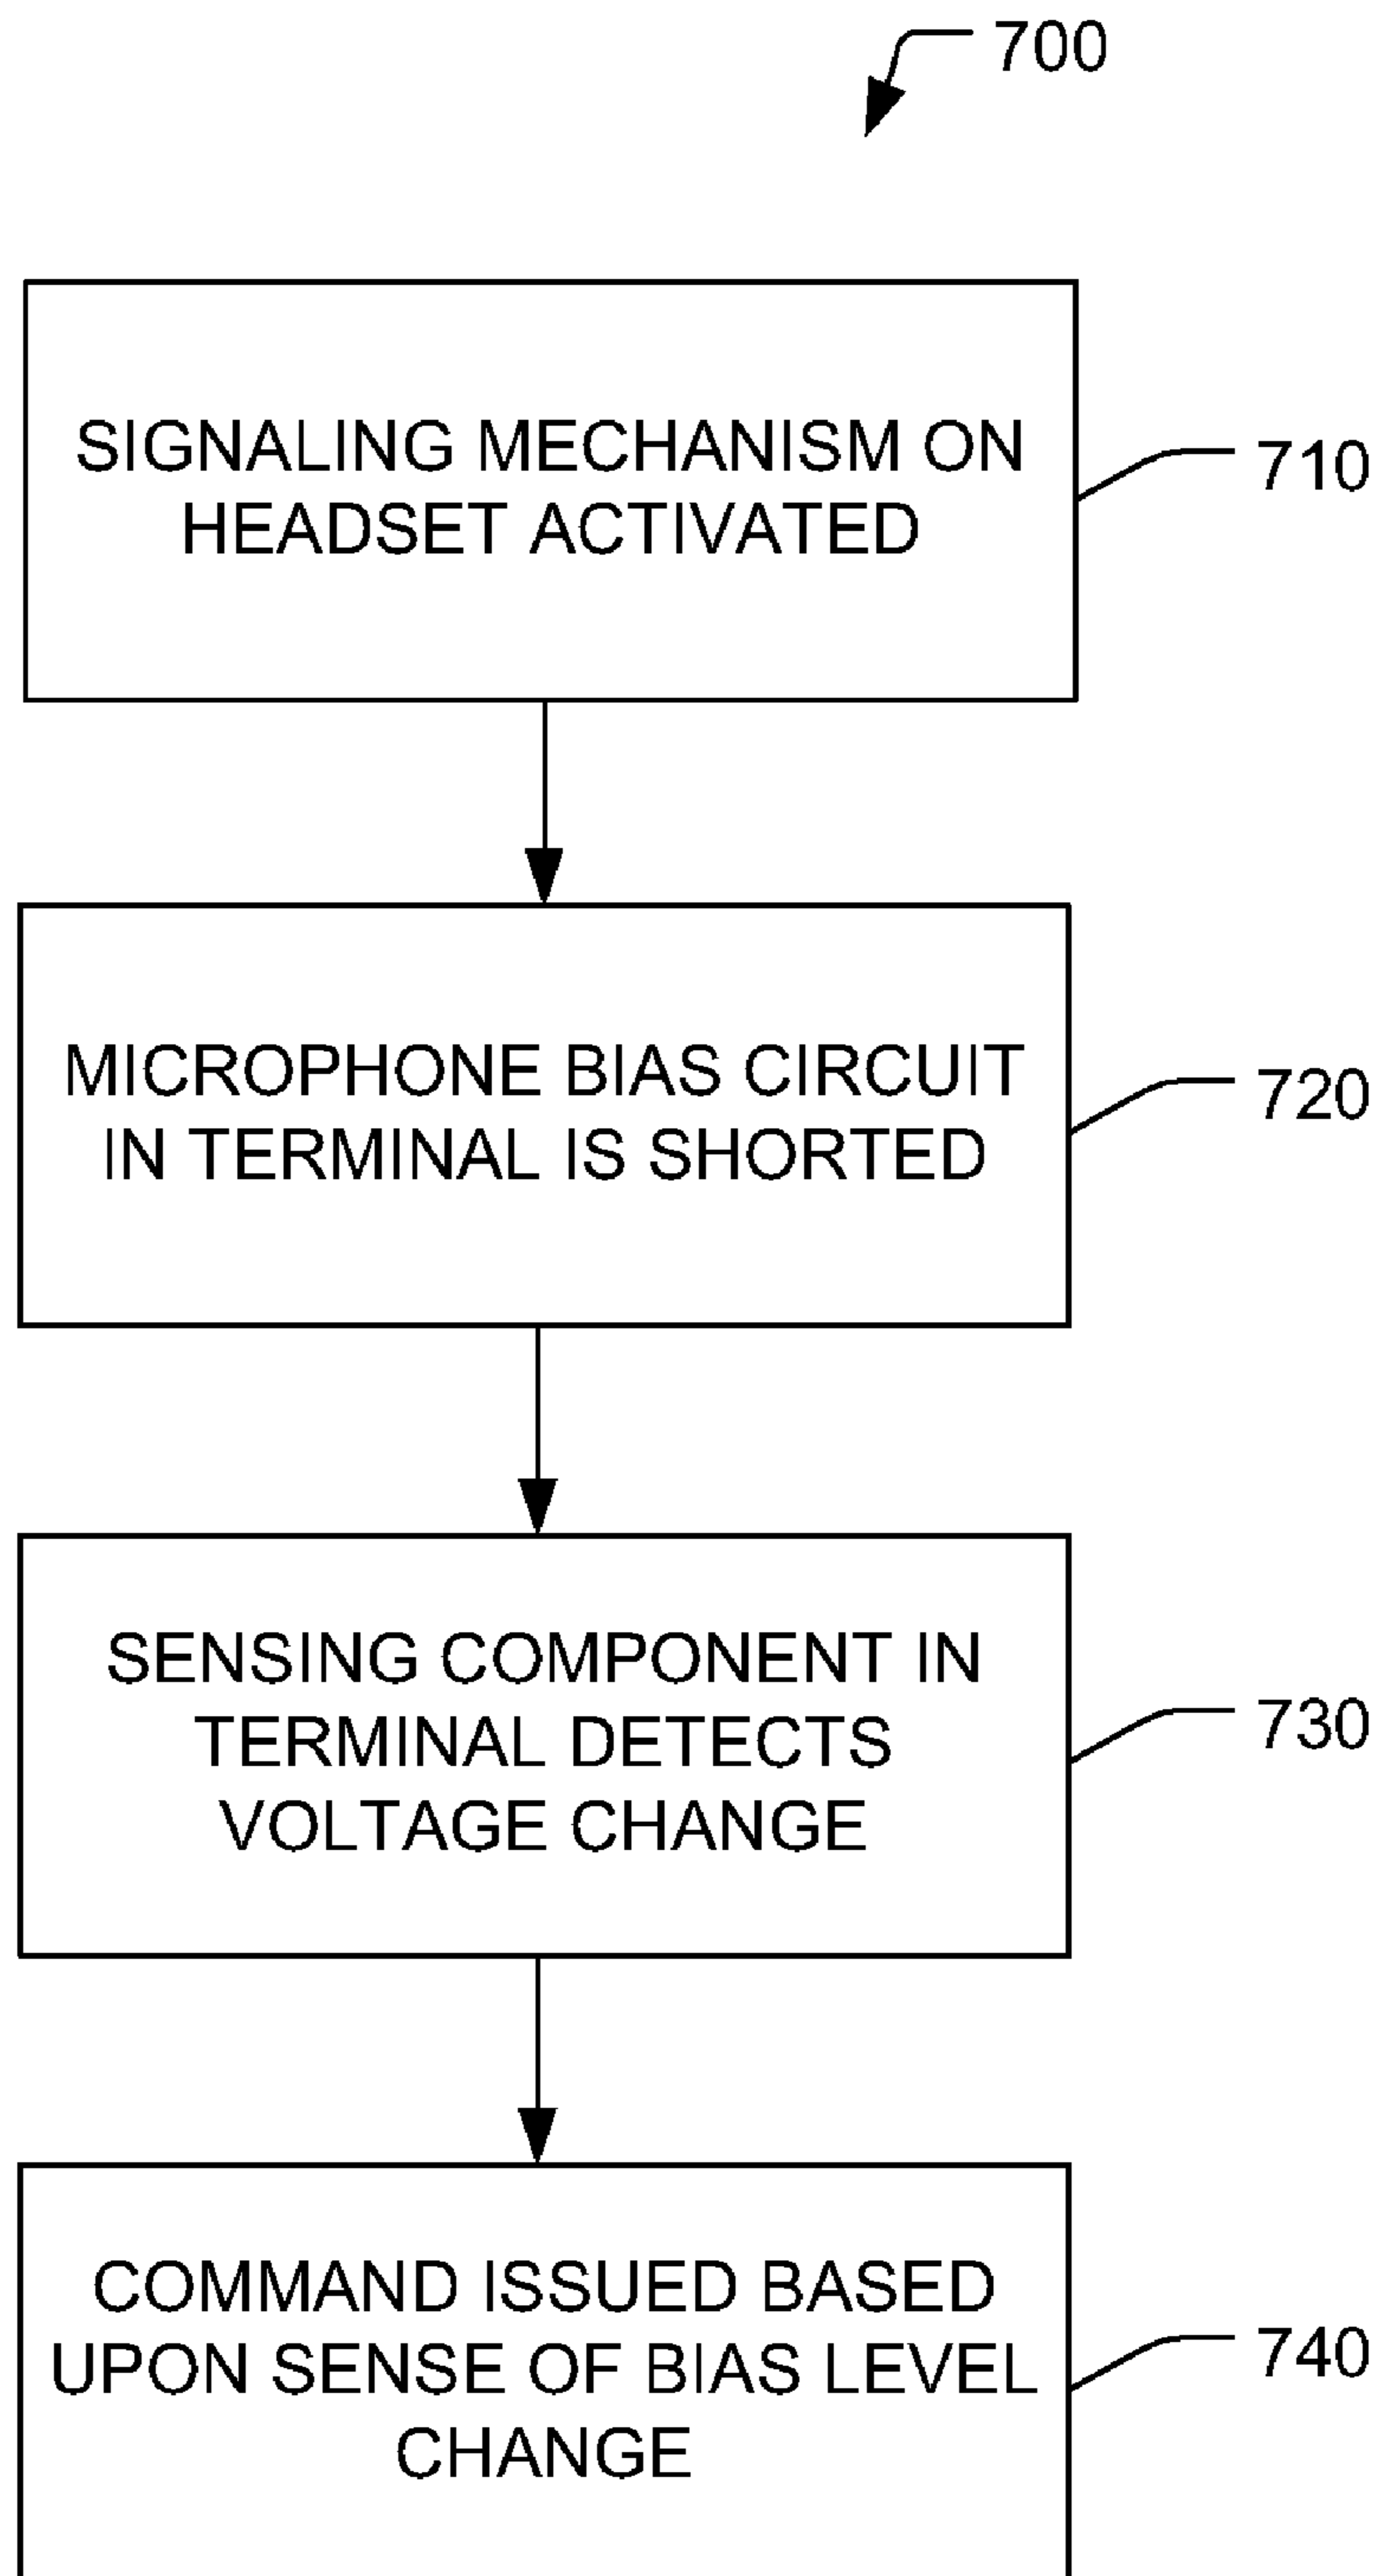 700
SIGNALING MECHANISM ON
HEADSET ACTIVATED
710
MICROPHONE BIAS CIRCUIT
IN TERMINAL IS SHORTED
720
SENSING COMPONENT IN
TERMINAL DETECTS
VOLTAGE CHANGE
730
COMMAND ISSUED BASED
UPON SENSE OF BIAS LEVEL
CHANGE
740